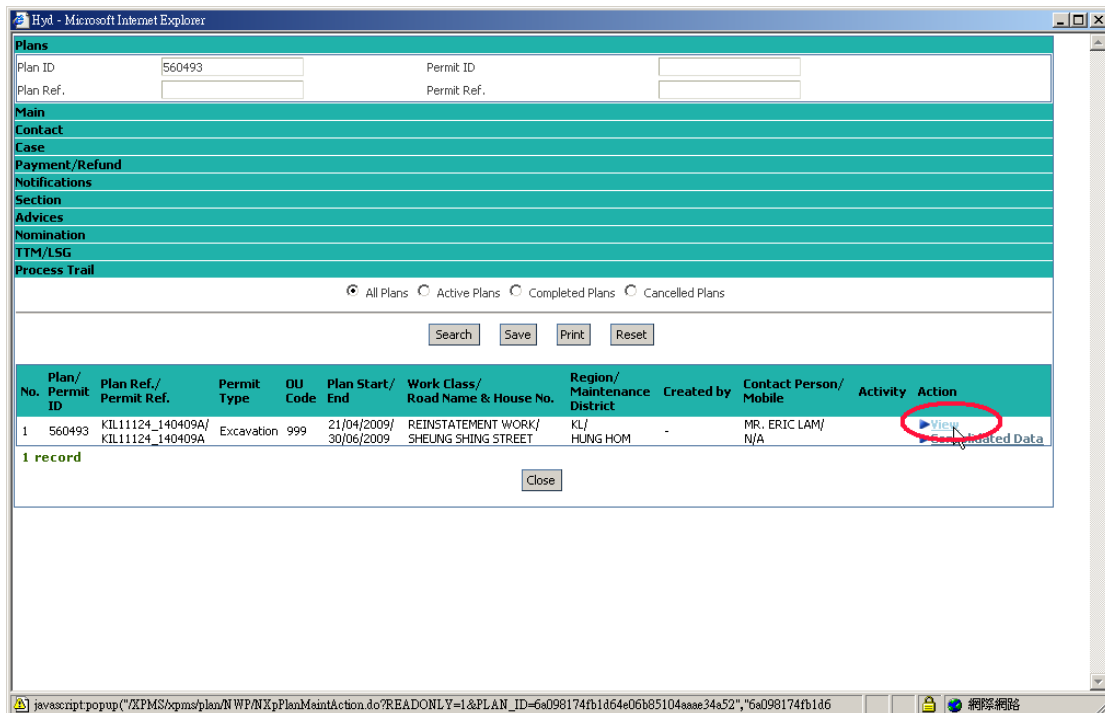 Hyd - Microsoft Internet Explorer
Plans
Plan ID 560493 Permit ID
Plan Ref. Permit Ref.
Main
Contact
Case
Payment/Refund
Notifications
Section
Advices
Nomination
TTM/LSG
Process Trail
All Plans Active Plans Completed Plans Cancelled Plans
Search Save Print Reset
No. Plan/ Permit ID Plan Ref./ Permit Ref. Permit Type OU Code Plan Start/ End Work Class/ Road Name & House No. Region/ Maintenance District Created by Contact Person/ Mobile Activity Action
1 560493 KIL11124_140409A/ KIL11124_140409A Excavation 999 21/04/2009/ 30/06/2009 REINSTATEMENT WORK/ SHEUNG SHING STREET KL/ HUNG HOM - MR. ERIC LAM/ N/A View
Consolidated Data
1 record
Close
javascript:popup("/XPMS/xpms/plan/NWP/NXpPlanMaintAction.do?READONLY=1&PLAN_ID=6a098174fb1d64e06b85104aaae34a52","6a098174fb1d6 網際網路